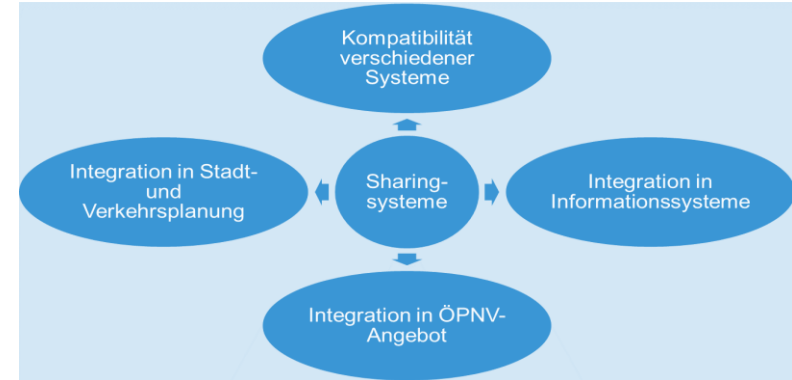 Kompatibilität
verschiedener
Systeme
Integration in Stadt-
und
Verkehrsplanung
Sharing-
systeme
Integration in
Informationssysteme
Integration in ÖPNV-
Angebot